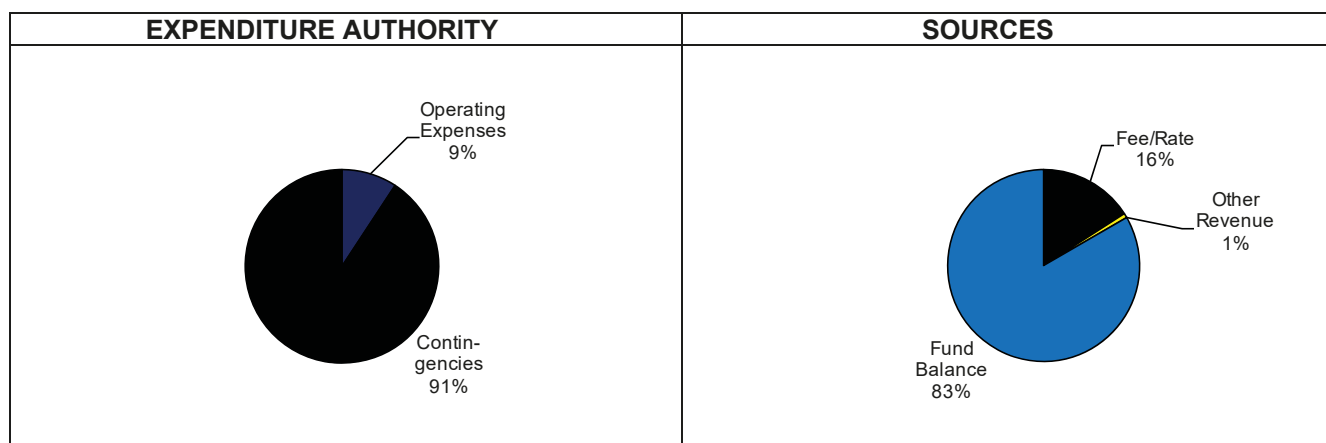 EXPENDITURE AUTHORITY
SOURCES
Operating
Expenses
9%
Contin-
gencies
91%
Fee/Rate
16%
Other
Revenue
1%
Fund
Balance
83%